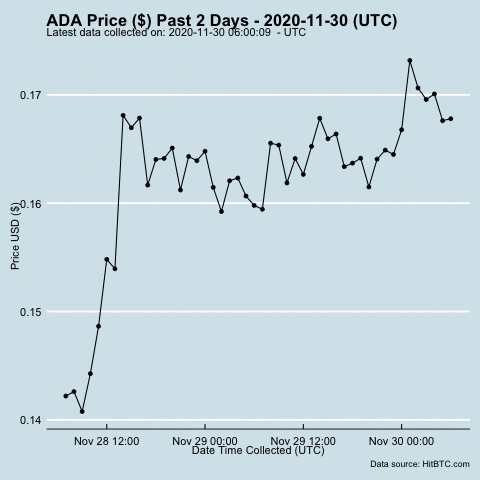 ADA Price ($) Past 2 Days - 2020-11-30 (UTC)
Latest data collected on: 2020-11-30 06:00:09  - UTC
0.17
0.16
0.15
0.14
Price USD ($)
Nov 28 12:00 Nov 29 00:00 Nov 29 12:00 Nov 30 00:00
Date Time Collected (UTC)
Data source: HitBTC.com